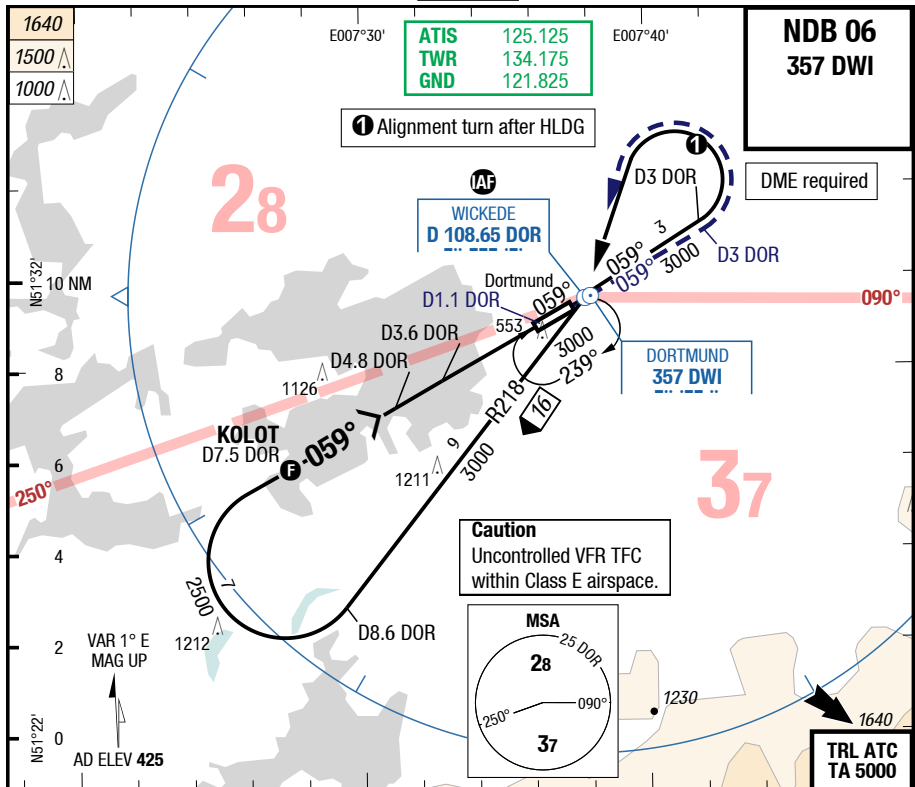 1640
1500
1000
E007°30'
E007°40'
ATIS 125.125
TWR 134.175
GND 121.825
NDB 06
357 DWI
1 Alignment turn after HLDG
DME required
1
D3 DOR
IAF
WICKEDE
D 108.65 DOR
28
3
059°
059°
3000
D3 DOR
N51°32'
10 NM
Dortmund
059°
D1.1 DOR
090°
553
D3.6 DOR
3000
239°
DORTMUND
357 DWI
D4.8 DOR
8
1126
R218
16
KOLOT
D7.5 DOR
F
059°
9
3000
6
1211
250°
37
Caution
Uncontrolled VFR TFC
within Class E airspace.
4
7
2500
D8.6 DOR
1212
2
VAR 1° E
MAG UP
MSA
25 DOR
28
090°
250°
37
1230
1640
N51°22'
0
AD ELEV 425
TRL ATC
TA 5000